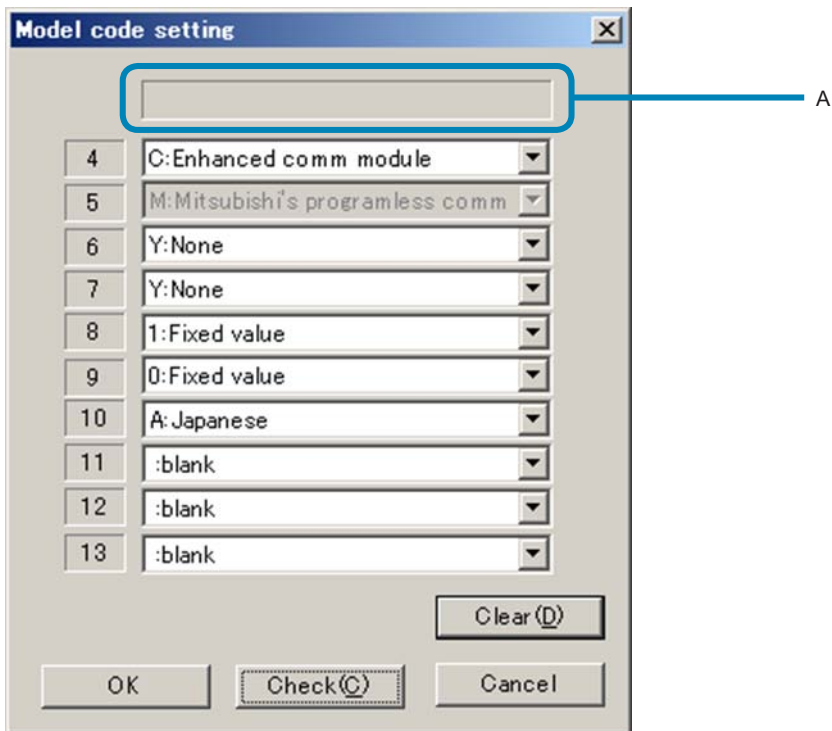 Model code setting
A
4 C:Enhanced comm module
5 M:Mitsubishi's programless comm
6 Y:None
7 Y:None
8 1:Fixed value
9 0:Fixed value
10 A:Japanese
11 :blank
12 :blank
13 :blank
Clear(D)
OK Check(C) Cancel